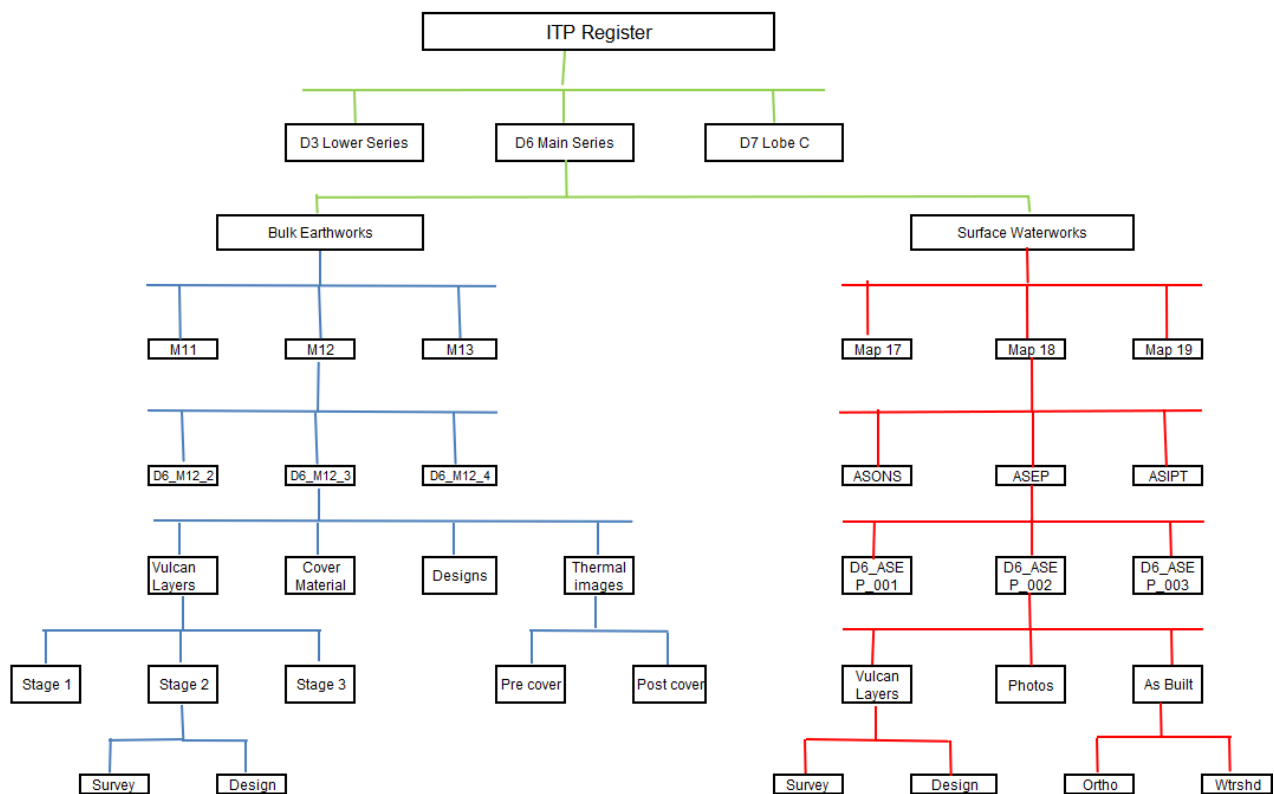 ITP Register
D3 Lower Series
D6 Main Series
D7 Lobe C
Bulk Earthworks
Surface Waterworks
M11
M12
M13
Map 17
Map 18
Map 19
D6_M12_2
D6_M12_3
D6_M12_4
ASONS
ASEP
ASIPT
Vulcan
Layers
Cover
Material
Designs
Thermal
images
D6_ASE
P_001
D6_ASE
P_002
D6_ASE
P_003
Stage 1
Stage 2
Stage 3
Pre cover
Post cover
Vulcan
Layers
Photos
As Built
Survey
Design
Survey
Design
Ortho
Wtrshd